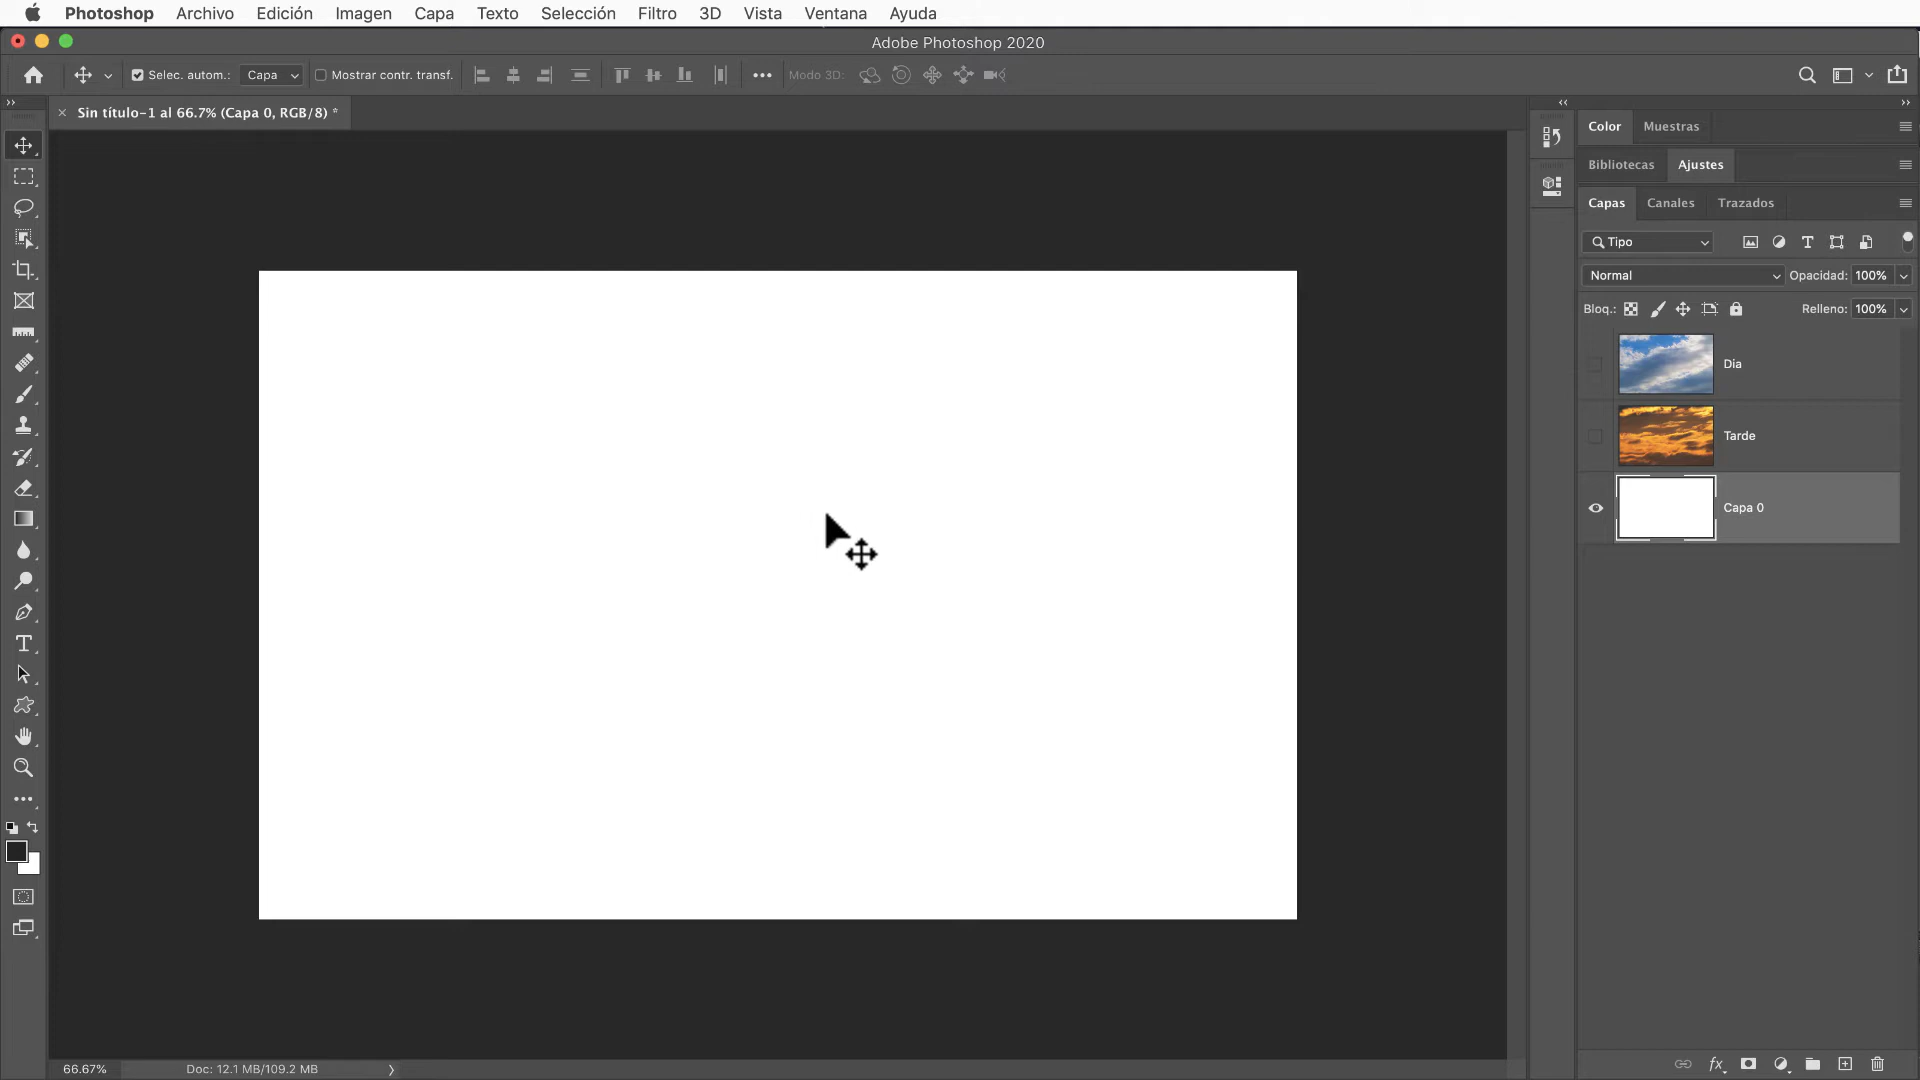 Photoshop Archivo Edición Imagen Capa Texto Selección Filtro 3D Vista Ventana Ayuda
Adobe Photoshop 2020
Selec. autom.: Capa Mostrar contr. transf. Modo 3D:
Sin título-1 al 66.7% (Capa 0, RGB/8) *
Color Muestras
Bibliotecas Ajustes
Capas Canales Trazados
Tipo
Normal Opacidad: 100%
Bloq.: Relleno: 100%
Dia
Tarde
Capa 0
66.67% Doc: 12.1 MB/109.2 MB
fx